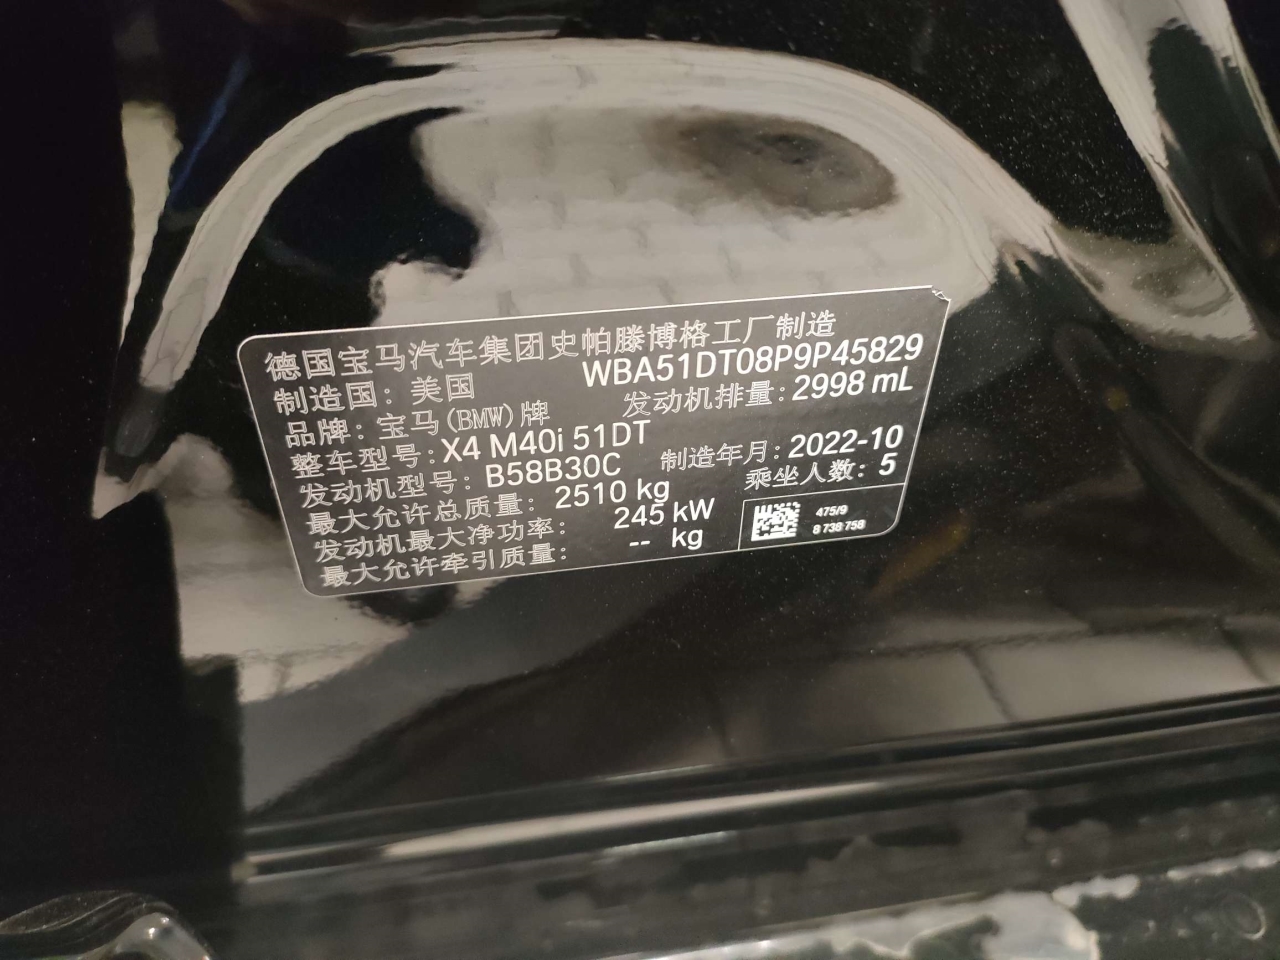 德国宝马汽车集团史帕滕博格工厂制造
制造国: 美国 WBA51DT08P9P45829
品牌: 宝马(BMW)牌 发动机排量: 2998 mL
整车型号: X4 M40i 51DT
发动机型号: B58B30C 制造年月: 2022-10
最大允许总质量: 2510 kg 乘坐人数: 5
发动机最大净功率: 245 kW
最大允许牵引质量: -- kg
475/9
8 738 758